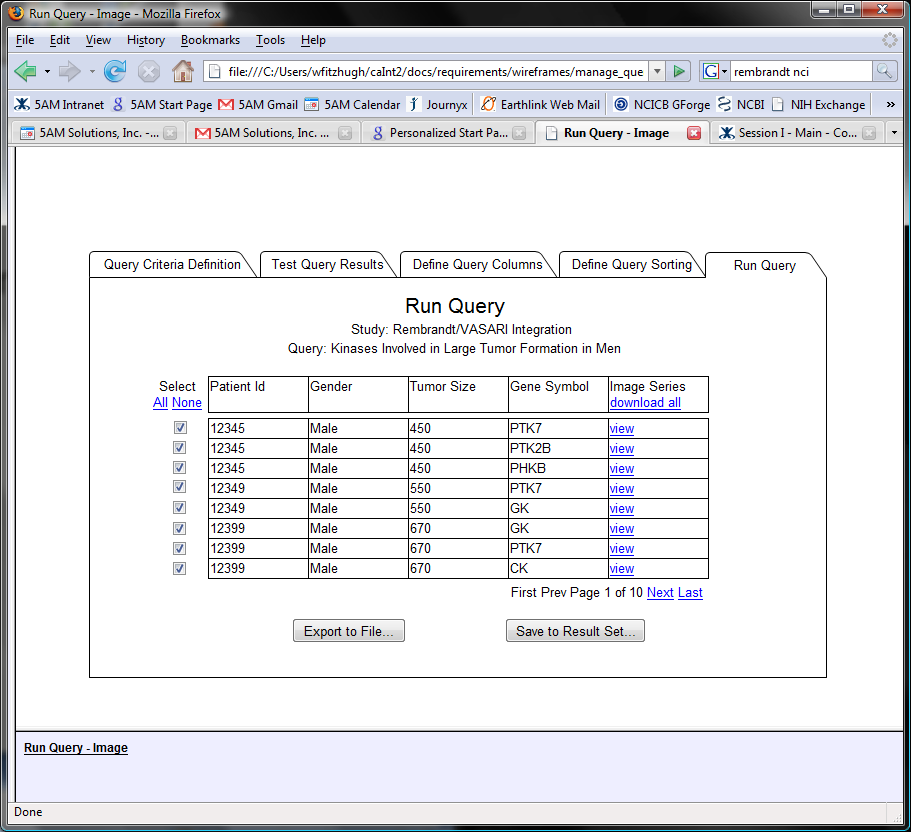 Run Query - Image - Mozilla Firefox
File Edit View History Bookmarks Tools Help
file:///C:/Users/wfitzhugh/caInt2/docs/requirements/wireframes/manage_que G rembrandt nci
5AM Intranet 5AM Start Page 5AM Gmail 5AM Calendar Journyx Earthlink Web Mail NCICB GForge NCBI NIH Exchange »
5AM Solutions, Inc. -... 5AM Solutions, Inc. ... Personalized Start Pa... Run Query - Image Session I - Main - Co...
Query Criteria Definition Test Query Results Define Query Columns Define Query Sorting Run Query
Run Query
Study: Rembrandt/VASARI Integration
Query: Kinases Involved in Large Tumor Formation in Men
Select Patient Id Gender Tumor Size Gene Symbol Image Series
All None download all
12345 Male 450 PTK7 view
12345 Male 450 PTK2B view
12345 Male 450 PHKB view
12349 Male 550 PTK7 view
12349 Male 550 GK view
12399 Male 670 GK view
12399 Male 670 PTK7 view
12399 Male 670 CK view
First Prev Page 1 of 10 Next Last
Export to File... Save to Result Set...
Run Query - Image
Done